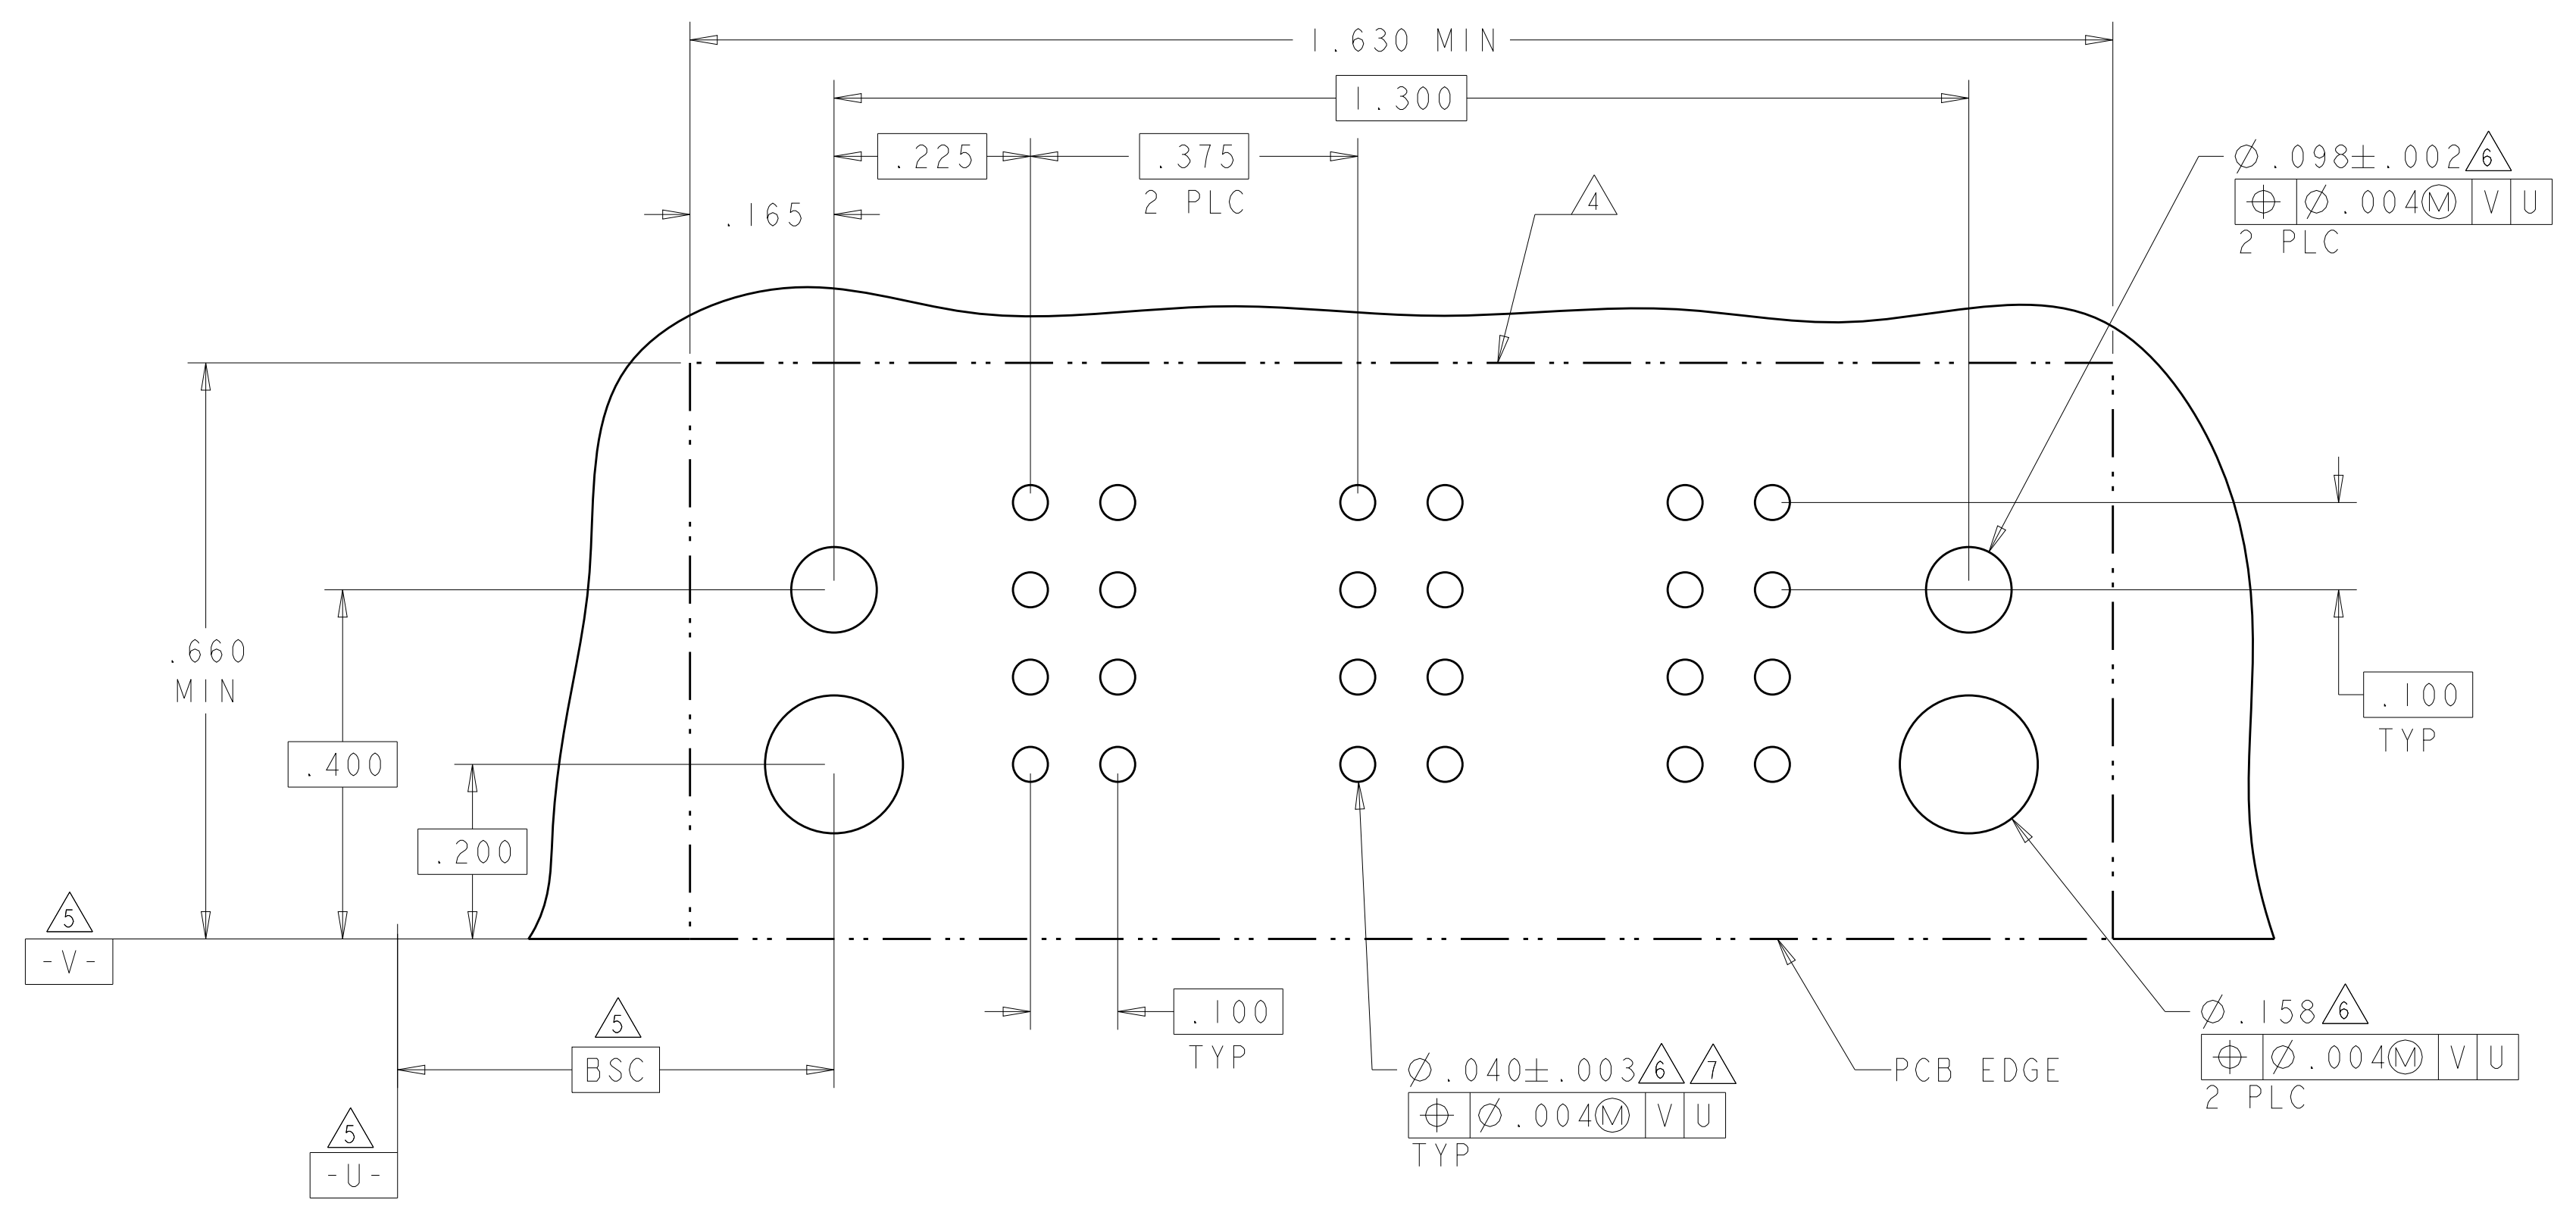 1.630 MIN
1.300
.225
.375
2 PLC
.165
4
⌀.098±.002 6
⌖ ⌀.004Ⓜ V U
2 PLC
.660
MIN
.400
.200
.100
TYP
5
-V-
5
BSC
5
-U-
.100
TYP
⌀.040±.003 6 7
⌖ ⌀.004Ⓜ V U
TYP
PCB EDGE
⌀.158 6
⌖ ⌀.004Ⓜ V U
2 PLC